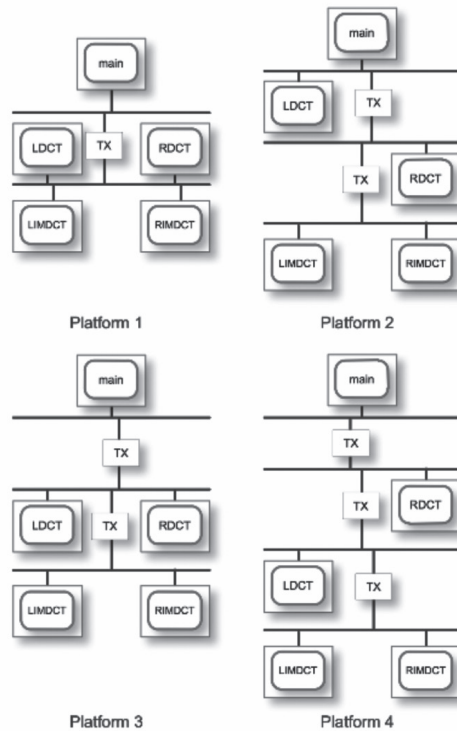 main
LDCT
TX
RDCT
LIMDCT
RIMDCT
Platform 1
main
LDCT
TX
TX
RDCT
LIMDCT
RIMDCT
Platform 2
main
TX
LDCT
TX
RDCT
LIMDCT
RIMDCT
Platform 3
main
TX
TX
RDCT
LDCT
TX
LIMDCT
RIMDCT
Platform 4